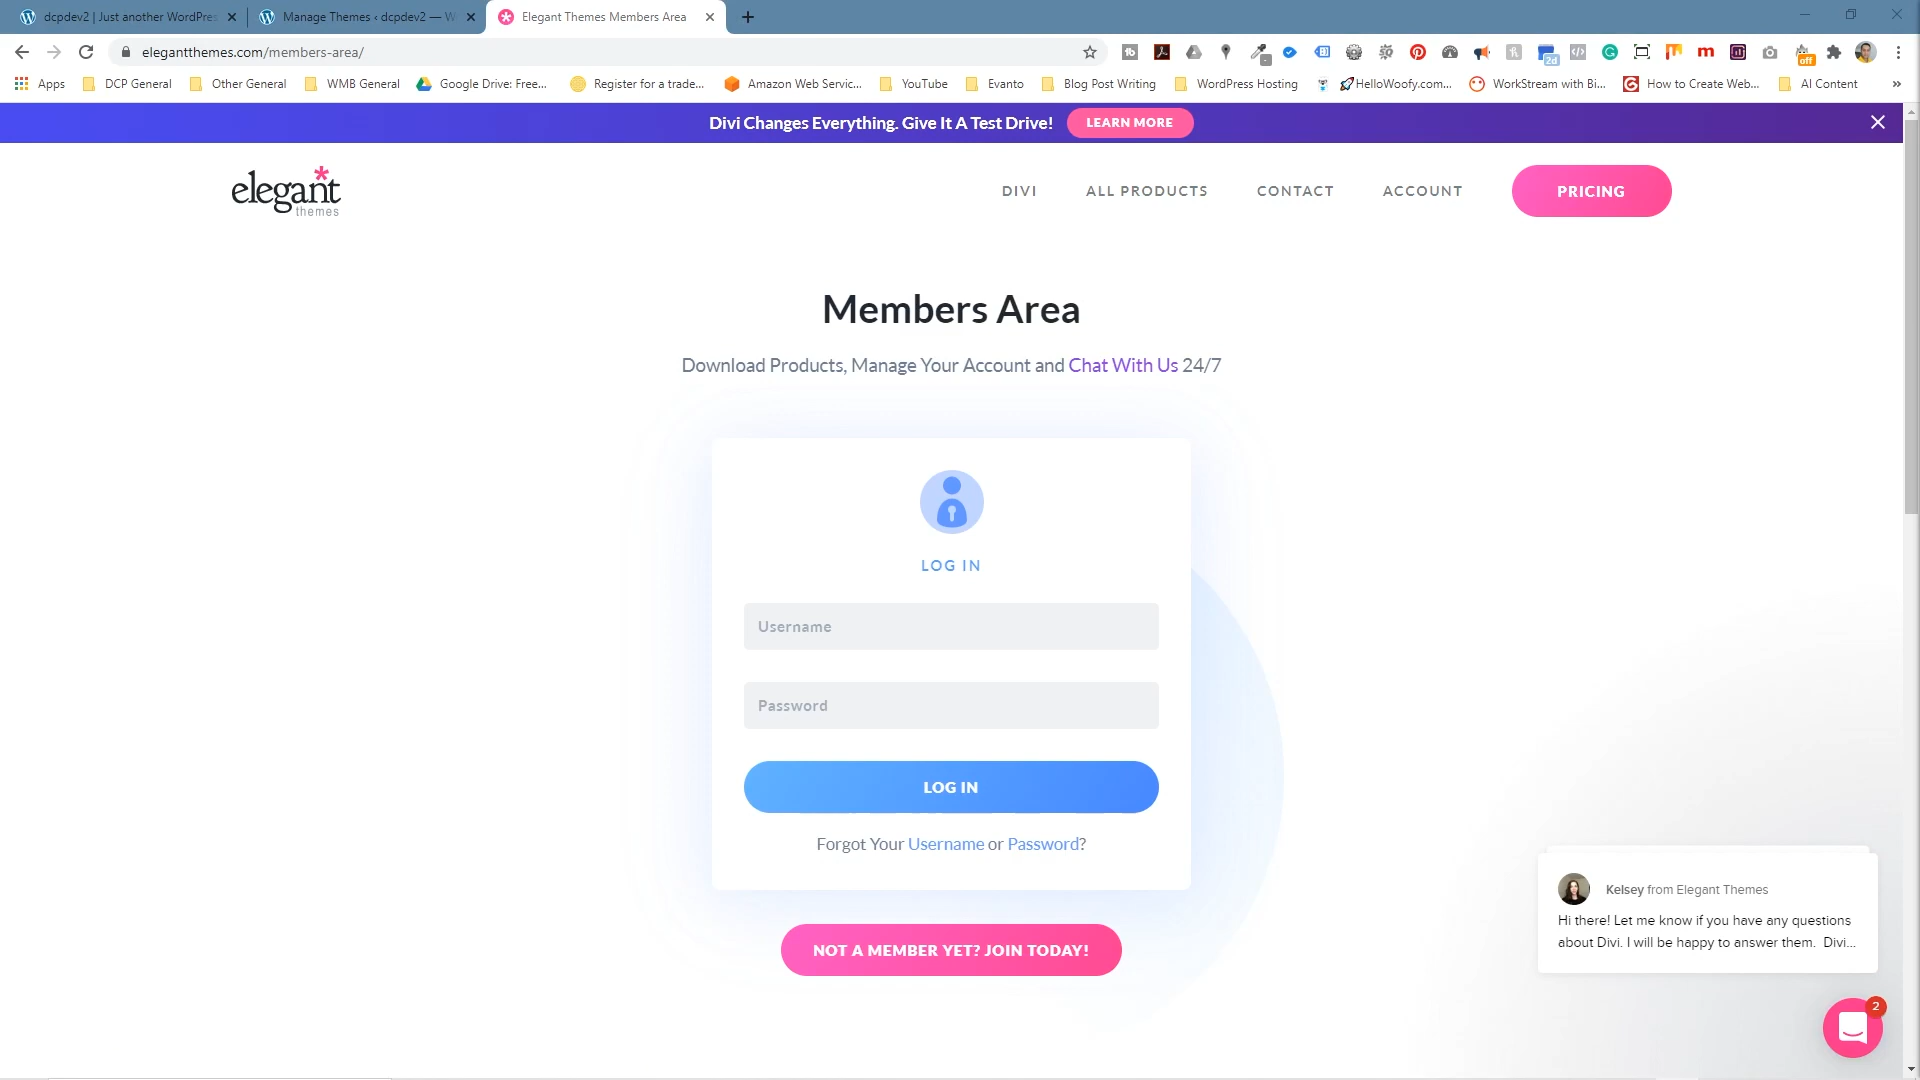 dcpdev2 | Just another WordPres
Manage Themes ‹ dcpdev2 — W
Elegant Themes Members Area
elegantthemes.com/members-area/
2d
off
Apps
DCP General
Other General
WMB General
Google Drive: Free...
Register for a trade...
Amazon Web Servic...
YouTube
Evanto
Blog Post Writing
WordPress Hosting
HelloWoofy.com...
WorkStream with Bi...
How to Create Web...
AI Content
»
Divi Changes Everything. Give It A Test Drive!
LEARN MORE
elegant
themes
DIVI
ALL PRODUCTS
CONTACT
ACCOUNT
PRICING
Members Area
Download Products, Manage Your Account and Chat With Us 24/7
LOG IN
Username
Password
LOG IN
Forgot Your Username or Password?
NOT A MEMBER YET? JOIN TODAY!
Kelsey from Elegant Themes
Hi there! Let me know if you have any questions
about Divi. I will be happy to answer them. Divi...
2